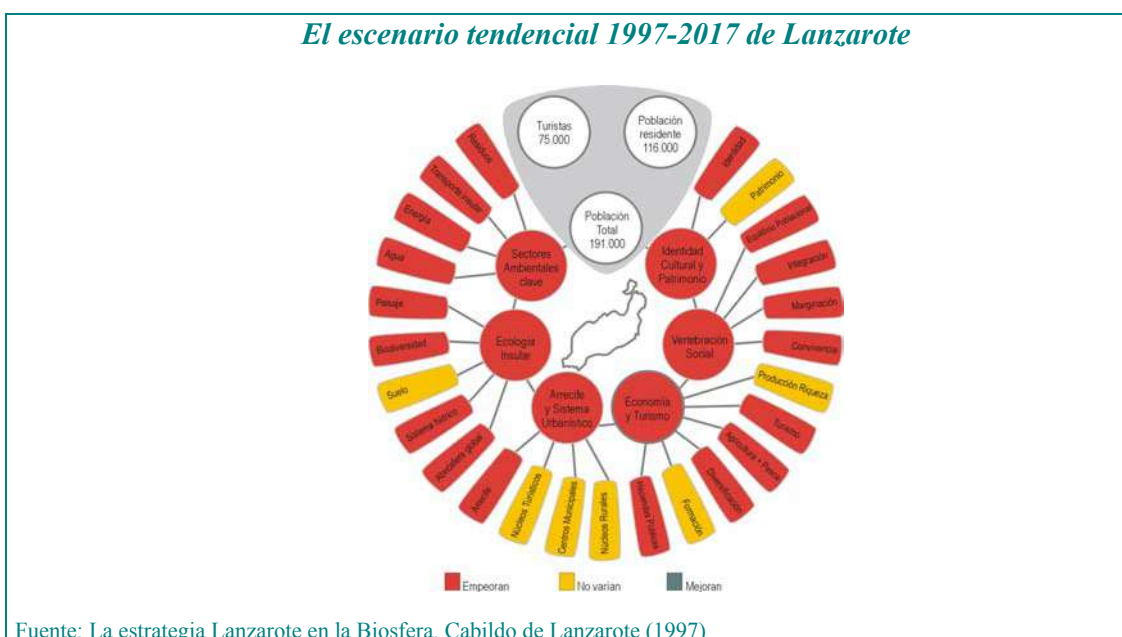 El escenario tendencial 1997-2017 de Lanzarote
Turistas
75.000
Población
residente
116.000
Población
Total
191.000
Residuos
Transporte insular
Energía
Agua
Sectores
Ambientales
clave
Paisaje
Biodiversidad
Suelo
Sistema hídrico
Atmósfera global
Ecología
Insular
Arrecife
Núcleos Turísticos
Centros Municipales
Núcleos Rurales
Arrecife
y Sistema
Urbanístico
Recursos Públicos
Formación
Diversificación
Agricultura + Pesca
Turismo
Producción Riqueza
Economía
y Turismo
Convivencia
Marginación
Integración
Equilibrio Poblacional
Vertebración
Social
Patrimonio
Identidad
Identidad
Cultural y
Patrimonio
Empeoran
No varían
Mejoran
Fuente: La estrategia Lanzarote en la Biosfera. Cabildo de Lanzarote (1997)